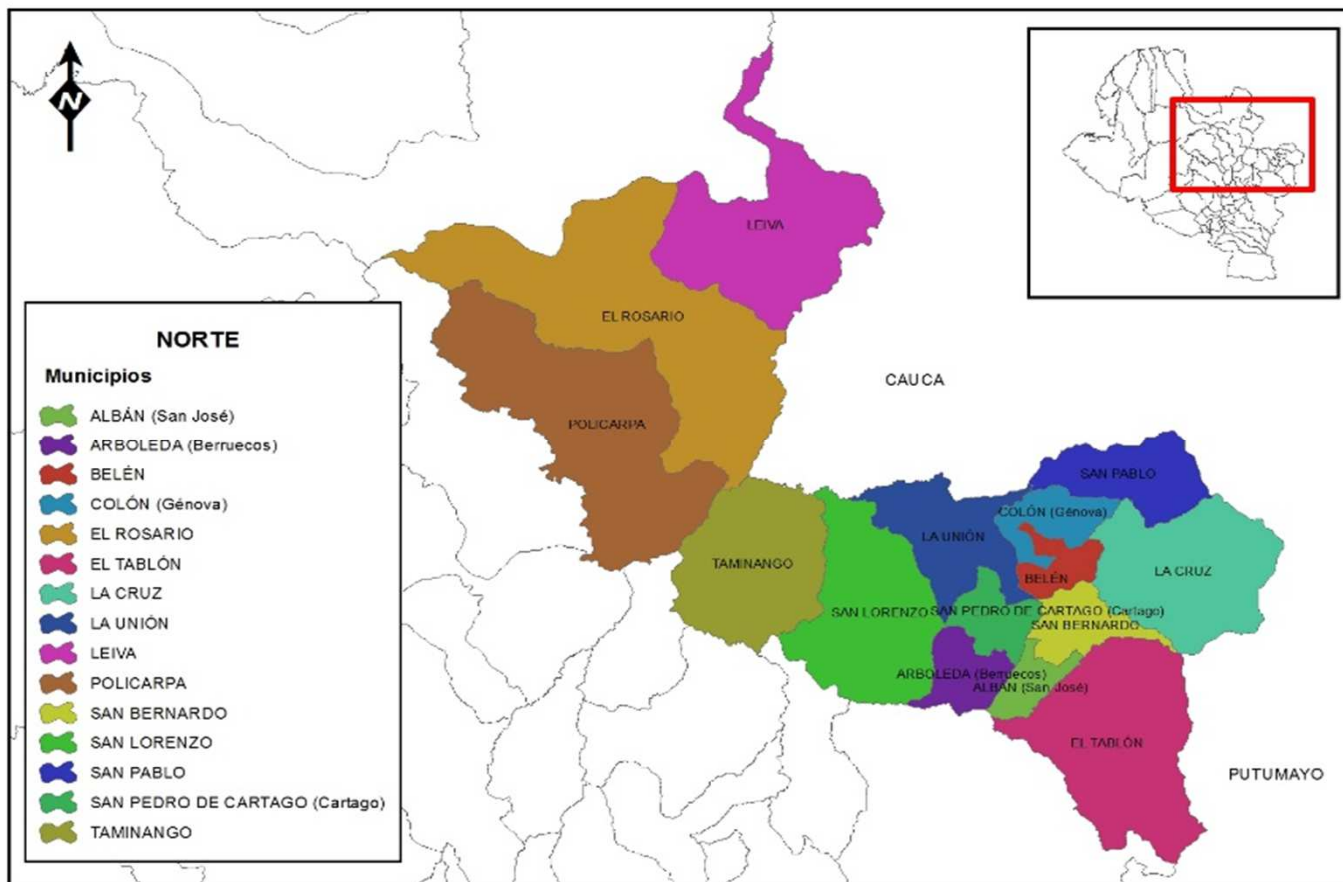 N
LEIVA
EL ROSARIO
CAUCA
POLICARPA
SAN PABLO
COLÓN (Génova)
LA UNIÓN
TAMINANGO
LA CRUZ
BELÉN
SAN LORENZO
SAN PEDRO DE CARTAGO (Cartago)
SAN BERNARDO
ARBOLEDA (Berruecos)
ALBÁN (San José)
EL TABLÓN
PUTUMAYO
NORTE
Municipios
ALBÁN (San José)
ARBOLEDA (Berruecos)
BELÉN
COLÓN (Génova)
EL ROSARIO
EL TABLÓN
LA CRUZ
LA UNIÓN
LEIVA
POLICARPA
SAN BERNARDO
SAN LORENZO
SAN PABLO
SAN PEDRO DE CARTAGO (Cartago)
TAMINANGO